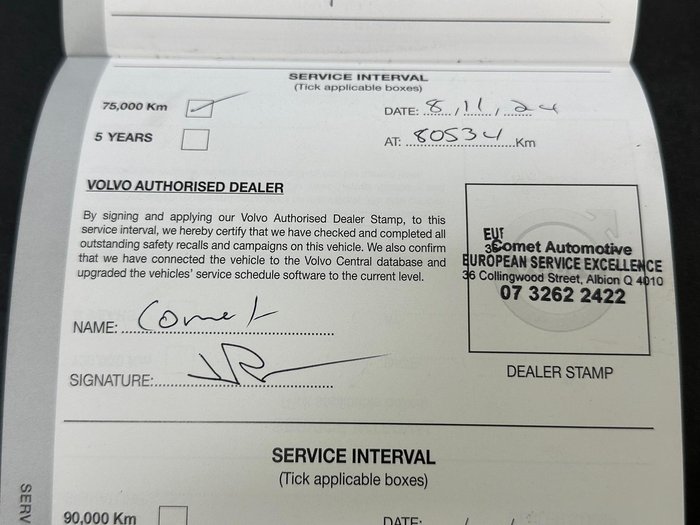 SERVICE INTERVAL
(Tick applicable boxes)
75,000 Km
DATE: 8 / 11 / 24
5 YEARS
AT: 80534 Km
VOLVO AUTHORISED DEALER
By signing and applying our Volvo Authorised Dealer Stamp, to this
service interval, we hereby certify that we have checked and completed all
outstanding safety recalls and campaigns on this vehicle. We also confirm
that we have connected the vehicle to the Volvo Central database and
upgraded the vehicles' service schedule software to the current level.
NAME: Comet
SIGNATURE:
EUR
Comet Automotive
EUROPEAN SERVICE EXCELLENCE
36 Collingwood Street, Albion Q 4010
07 3262 2422
DEALER STAMP
SERVICE INTERVAL
(Tick applicable boxes)
90,000 Km
DATE: / /
SERV